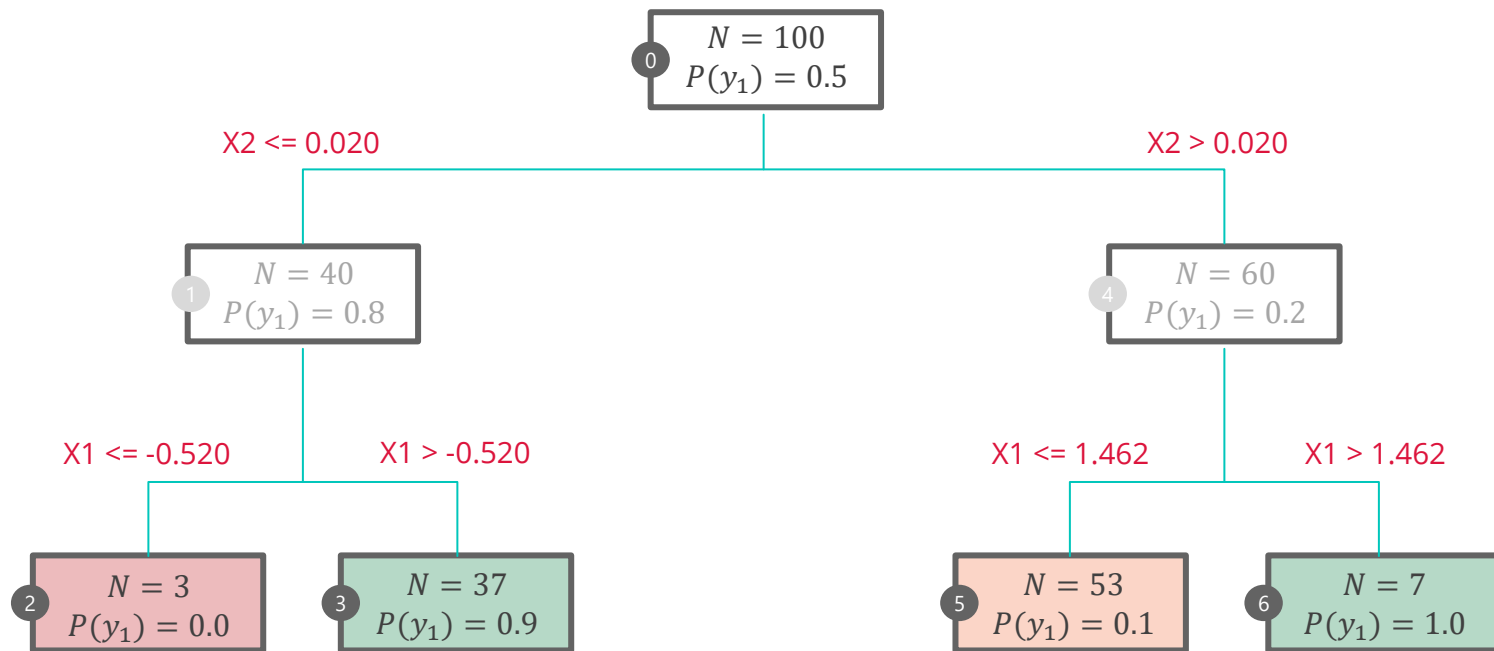 0
N = 100
P(y₁) = 0.5
X2 <= 0.020
X2 > 0.020
1
N = 40
P(y₁) = 0.8
4
N = 60
P(y₁) = 0.2
X1 <= -0.520
X1 > -0.520
X1 <= 1.462
X1 > 1.462
2
N = 3
P(y₁) = 0.0
3
N = 37
P(y₁) = 0.9
5
N = 53
P(y₁) = 0.1
6
N = 7
P(y₁) = 1.0